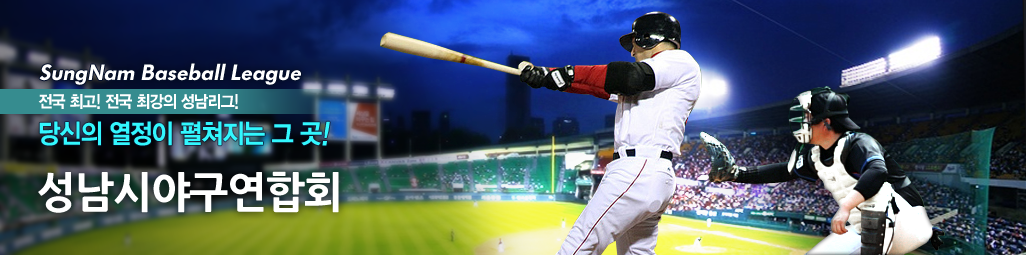 SungNam Baseball League
전국 최고! 전국 최강의 성남리그!
당신의 열정이 펼쳐지는 그 곳!
성남시야구연합회